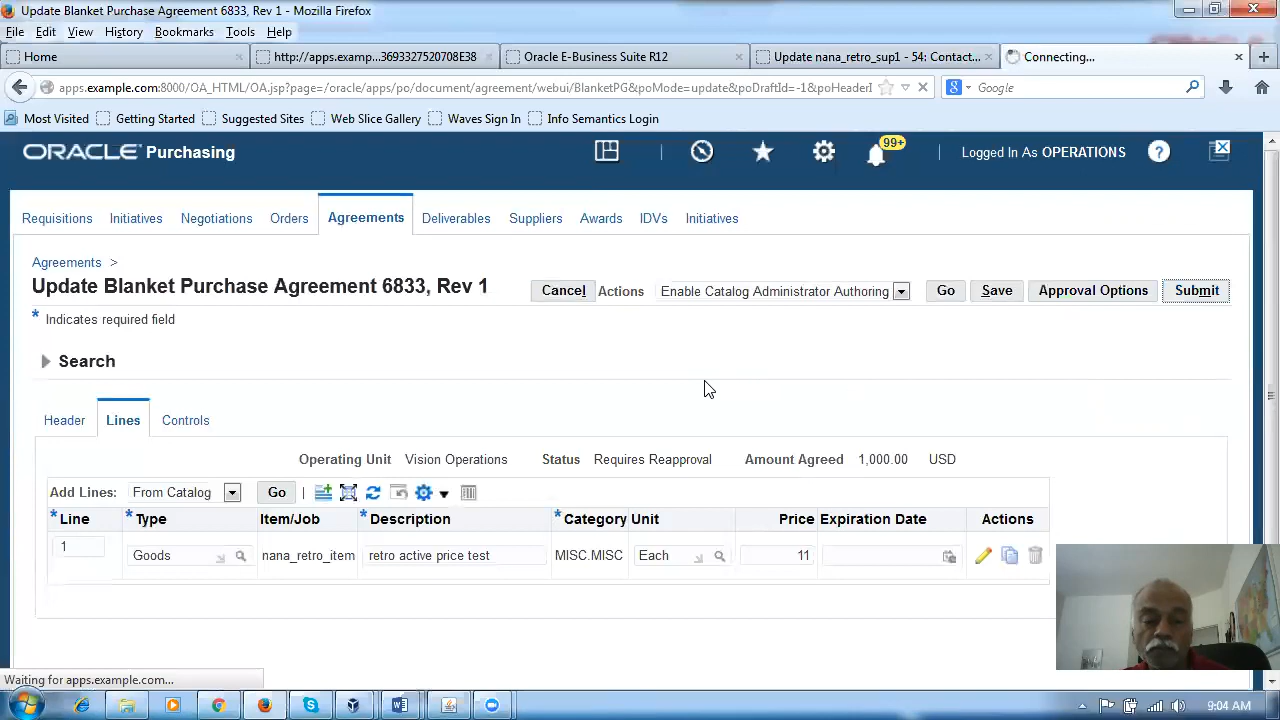 Update Blanket Purchase Agreement 6833, Rev 1 - Mozilla Firefox
File Edit View History Bookmarks Tools Help
Home
http://apps.examp...3693327520708E38
Oracle E-Business Suite R12
Update nana_retro_sup1 - 54: Contact...
Connecting...
apps.example.com:8000/OA_HTML/OA.jsp?page=/oracle/apps/po/document/agreement/webui/BlanketPG&poMode=update&poDraftId=-1&poHeaderI
Google
Most Visited Getting Started Suggested Sites Web Slice Gallery Waves Sign In Info Semantics Login
ORACLE Purchasing
99+
Logged In As OPERATIONS
Requisitions Initiatives Negotiations Orders Agreements Deliverables Suppliers Awards IDVs Initiatives
Agreements >
Update Blanket Purchase Agreement 6833, Rev 1
Cancel Actions Enable Catalog Administrator Authoring Go Save Approval Options Submit
* Indicates required field
Search
Header Lines Controls
Operating Unit Vision Operations Status Requires Reapproval Amount Agreed 1,000.00 USD
Add Lines: From Catalog Go
* Line * Type Item/Job * Description * Category Unit Price Expiration Date Actions
1 Goods nana_retro_item retro active price test MISC.MISC Each 11
Waiting for apps.example.com...
9:04 AM